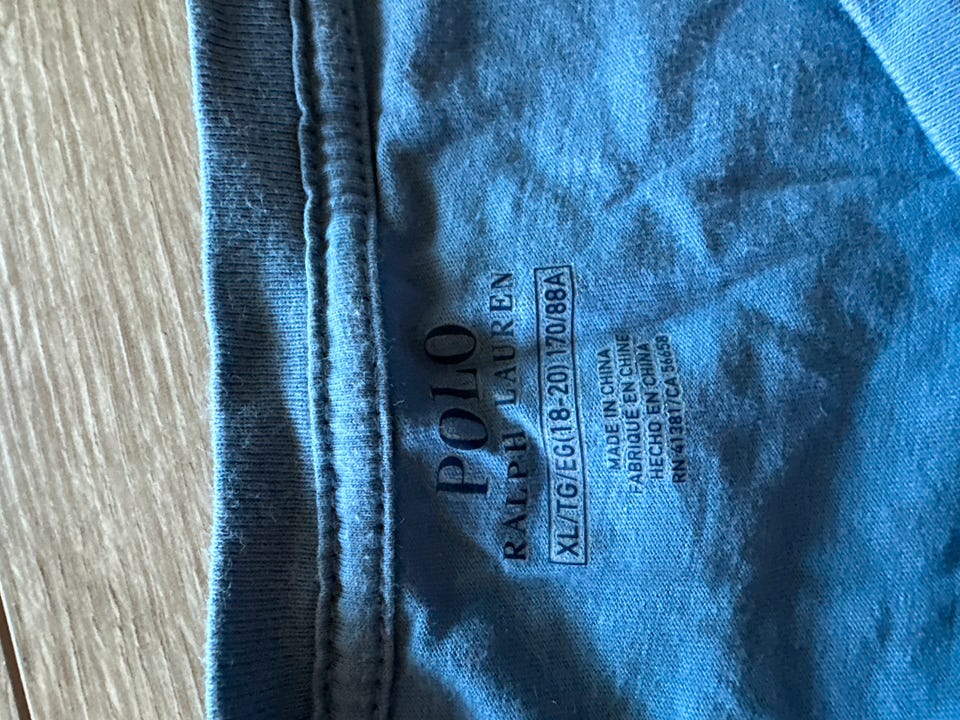 POLO
RALPH LAUREN
XL/TG/EG(18-20) 170/88A
MADE IN CHINA
FABRIQUE EN CHINE
HECHO EN CHINA
RN 41381/CA 56658